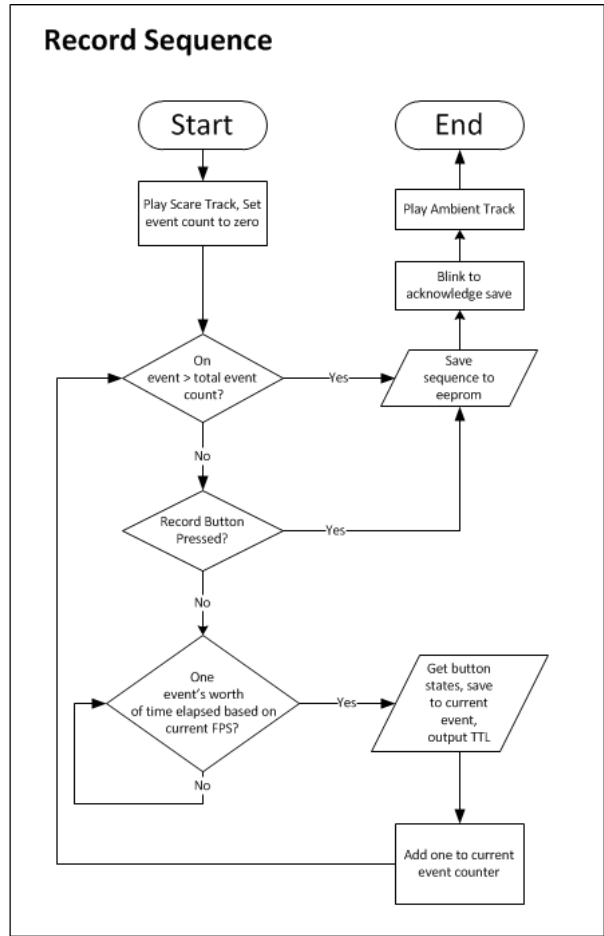 Record Sequence
Start
Play Scare Track, Set
event count to zero
On
event > total event
count?
Yes
No
Record Button
Pressed?
Yes
No
One
event's worth
of time elapsed based on
current FPS?
Yes
No
Get button
states, save
to current
event,
output TTL
Add one to current
event counter
Save
sequence to
eeprom
Blink to
acknowledge save
Play Ambient Track
End